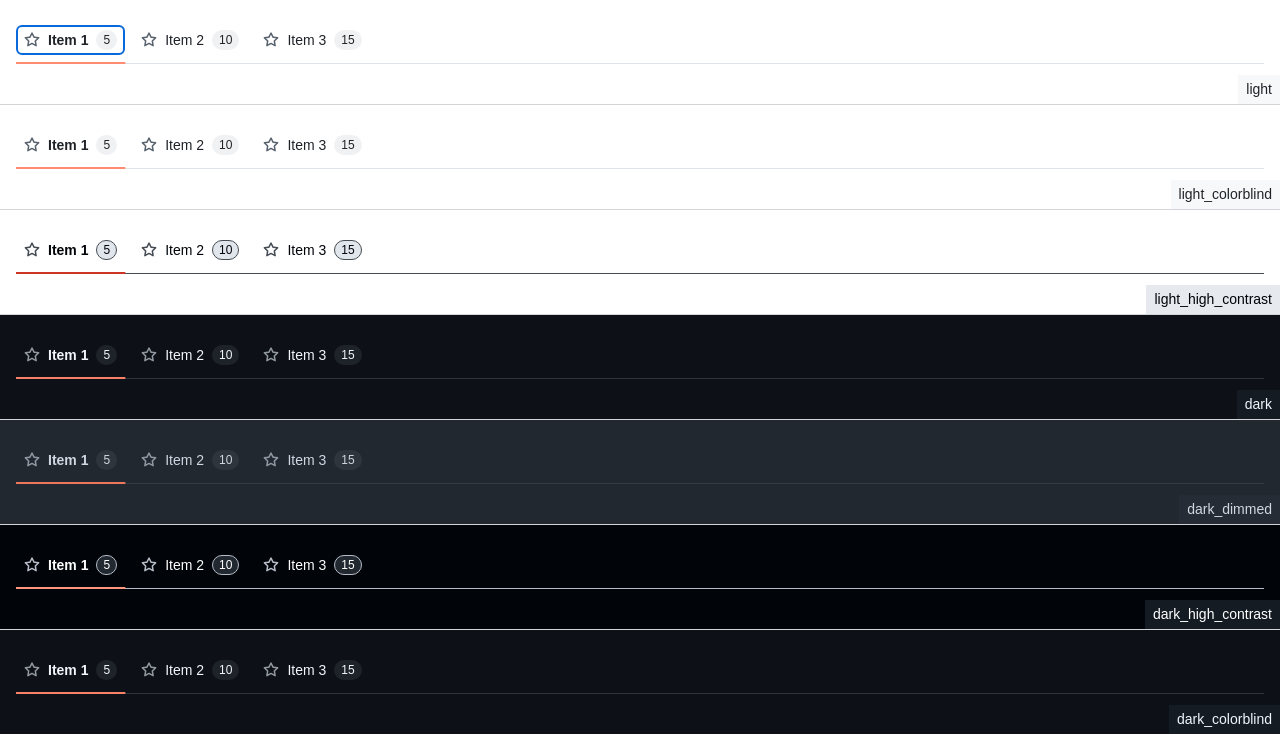 Item 1 5 Item 2 10 Item 3 15
light
Item 1 5 Item 2 10 Item 3 15
light_colorblind
Item 1 5 Item 2 10 Item 3 15
light_high_contrast
Item 1 5 Item 2 10 Item 3 15
dark
Item 1 5 Item 2 10 Item 3 15
dark_dimmed
Item 1 5 Item 2 10 Item 3 15
dark_high_contrast
Item 1 5 Item 2 10 Item 3 15
dark_colorblind